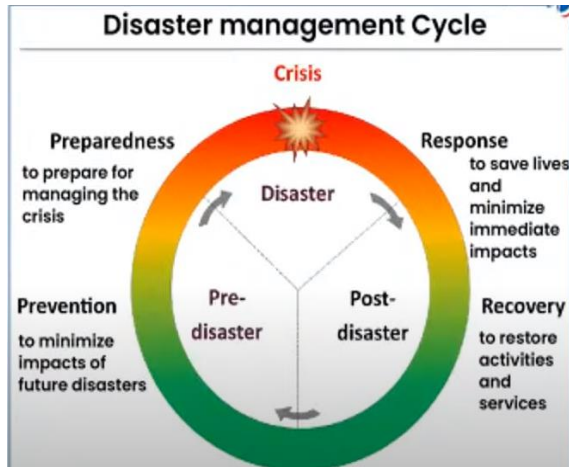 Disaster management Cycle
Crisis
Preparedness
to prepare for
managing the
crisis
Response
to save lives
and
minimize
immediate
impacts
Disaster
Pre-
disaster
Post-
disaster
Prevention
to minimize
impacts of
future disasters
Recovery
to restore
activities
and
services